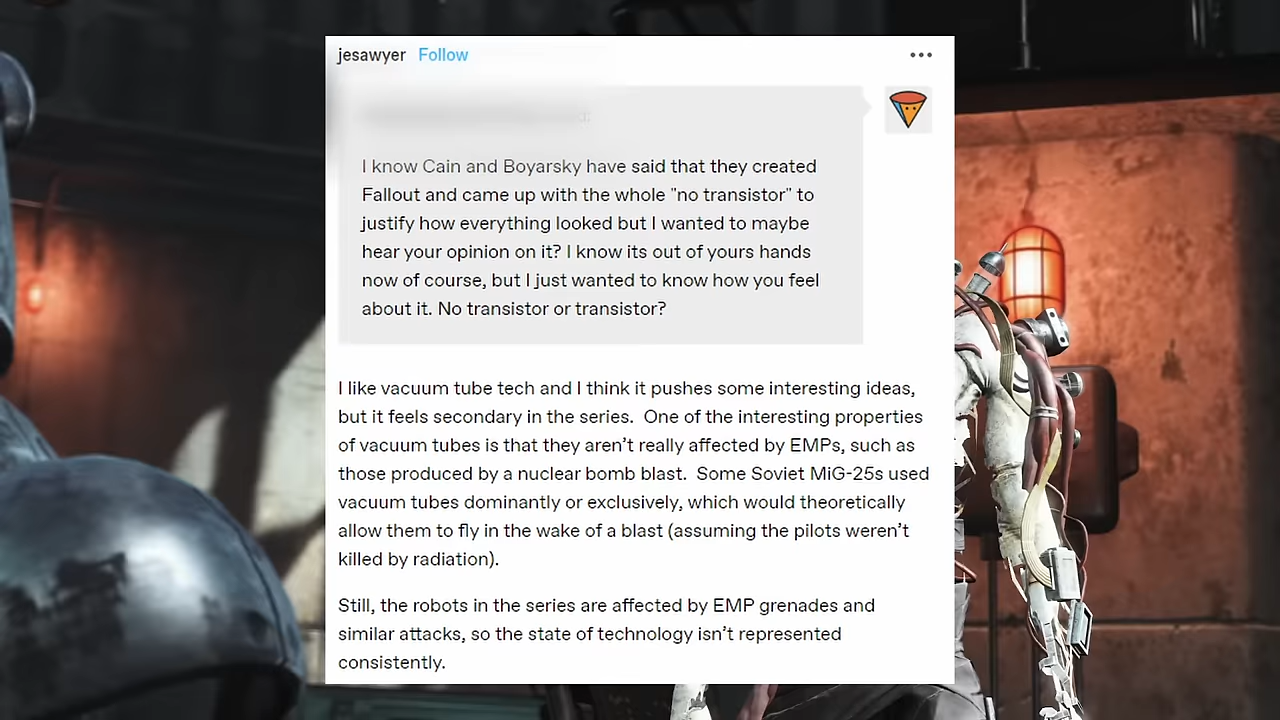 jesawyer Follow
I know Cain and Boyarsky have said that they created
Fallout and came up with the whole "no transistor" to
justify how everything looked but I wanted to maybe
hear your opinion on it? I know its out of yours hands
now of course, but I just wanted to know how you feel
about it. No transistor or transistor?
I like vacuum tube tech and I think it pushes some interesting ideas,
but it feels secondary in the series. One of the interesting properties
of vacuum tubes is that they aren't really affected by EMPs, such as
those produced by a nuclear bomb blast. Some Soviet MiG-25s used
vacuum tubes dominantly or exclusively, which would theoretically
allow them to fly in the wake of a blast (assuming the pilots weren't
killed by radiation).
Still, the robots in the series are affected by EMP grenades and
similar attacks, so the state of technology isn't represented
consistently.